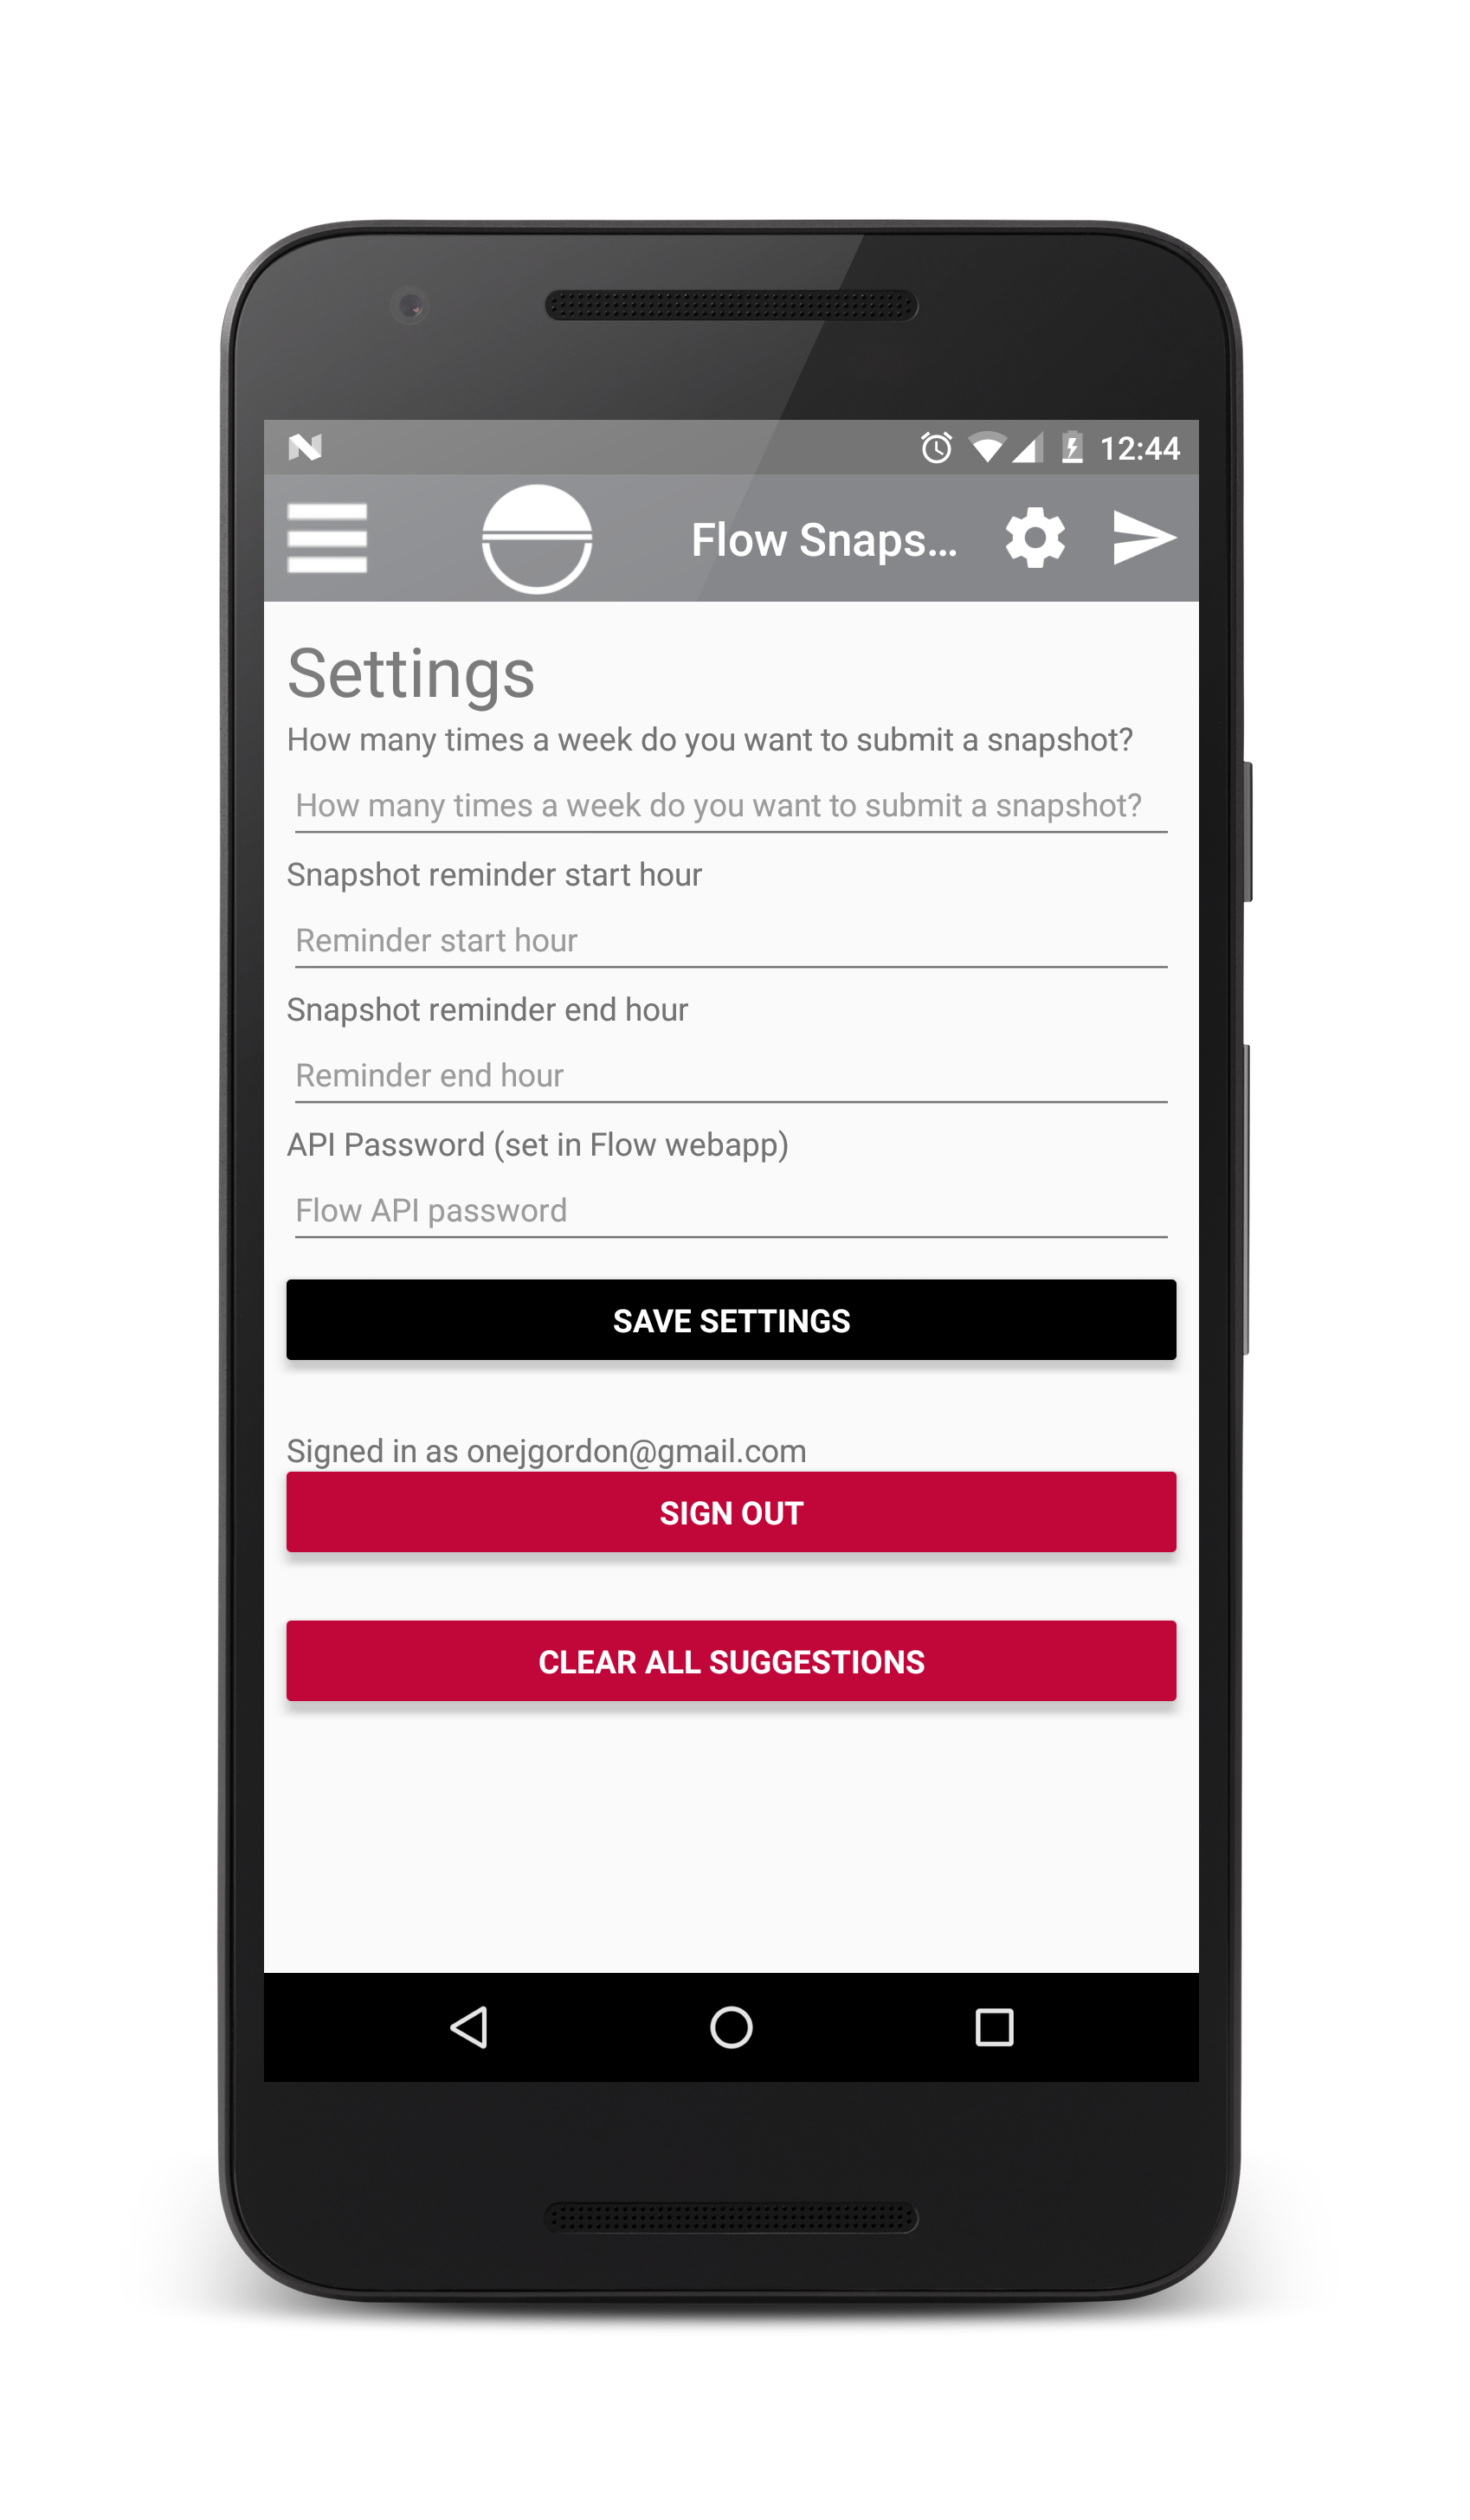 12:44
Flow Snaps...
Settings
How many times a week do you want to submit a snapshot?
How many times a week do you want to submit a snapshot?
Snapshot reminder start hour
Reminder start hour
Snapshot reminder end hour
Reminder end hour
API Password (set in Flow webapp)
Flow API password
SAVE SETTINGS
Signed in as onejgordon@gmail.com
SIGN OUT
CLEAR ALL SUGGESTIONS